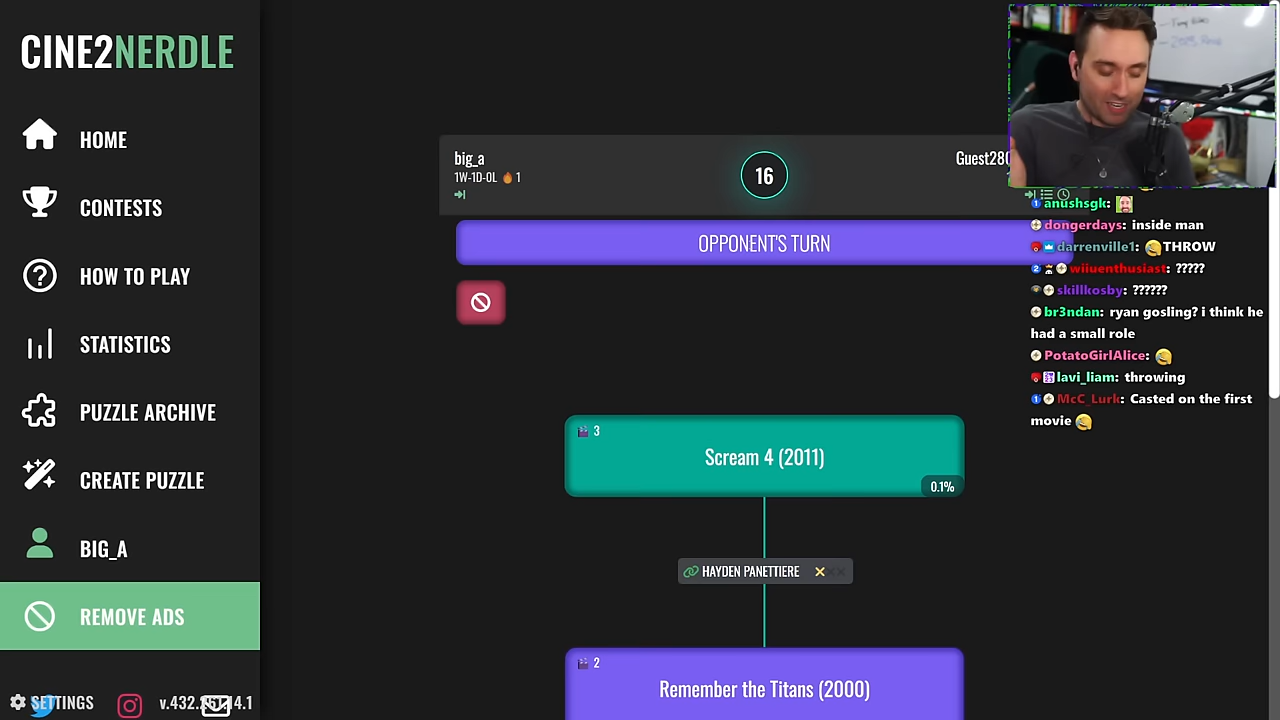 CINE2NERDLE
HOME
CONTESTS
HOW TO PLAY
STATISTICS
PUZZLE ARCHIVE
CREATE PUZZLE
BIG_A
REMOVE ADS
SETTINGS
big_a
1W-1D-0L 🔥 1
16
OPPONENT'S TURN
3
Scream 4 (2011)
0.1%
HAYDEN PANETTIERE
2
Remember the Titans (2000)
anushsgk:
dongerdays: inside man
darrenville1: 😂THROW
wiiuenthusiast: ?????
skillkosby: ??????
br3ndan: ryan gosling? i think he
had a small role
PotatoGirlAlice: 😂
lavi_liam: throwing
McC_Lurk: Casted on the first
movie 😂